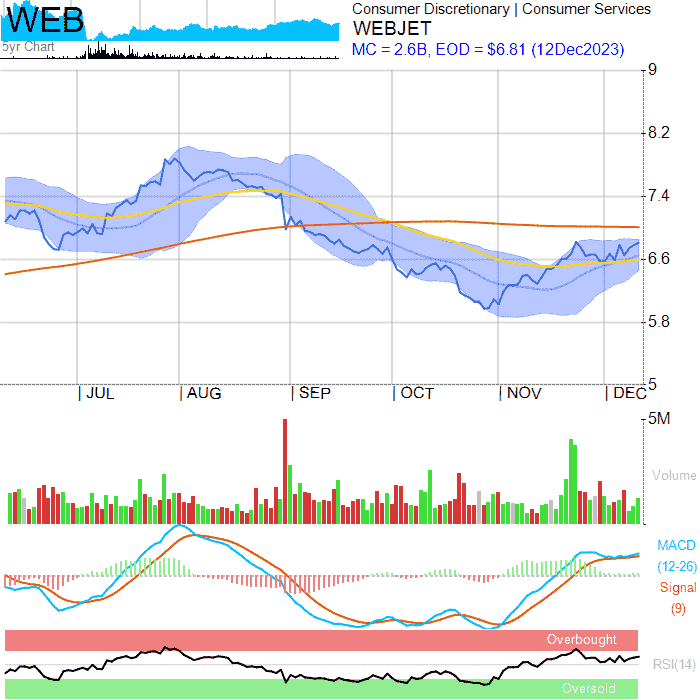 WEB
5yr Chart
Consumer Discretionary | Consumer Services
WEBJET
MC = 2.6B, EOD = $6.81 (12Dec2023)
9
8.2
7.4
6.6
5.8
5
JUL AUG SEP OCT NOV DEC
5M
Volume
MACD
(12-26)
Signal
(9)
Overbought
RSI(14)
Oversold